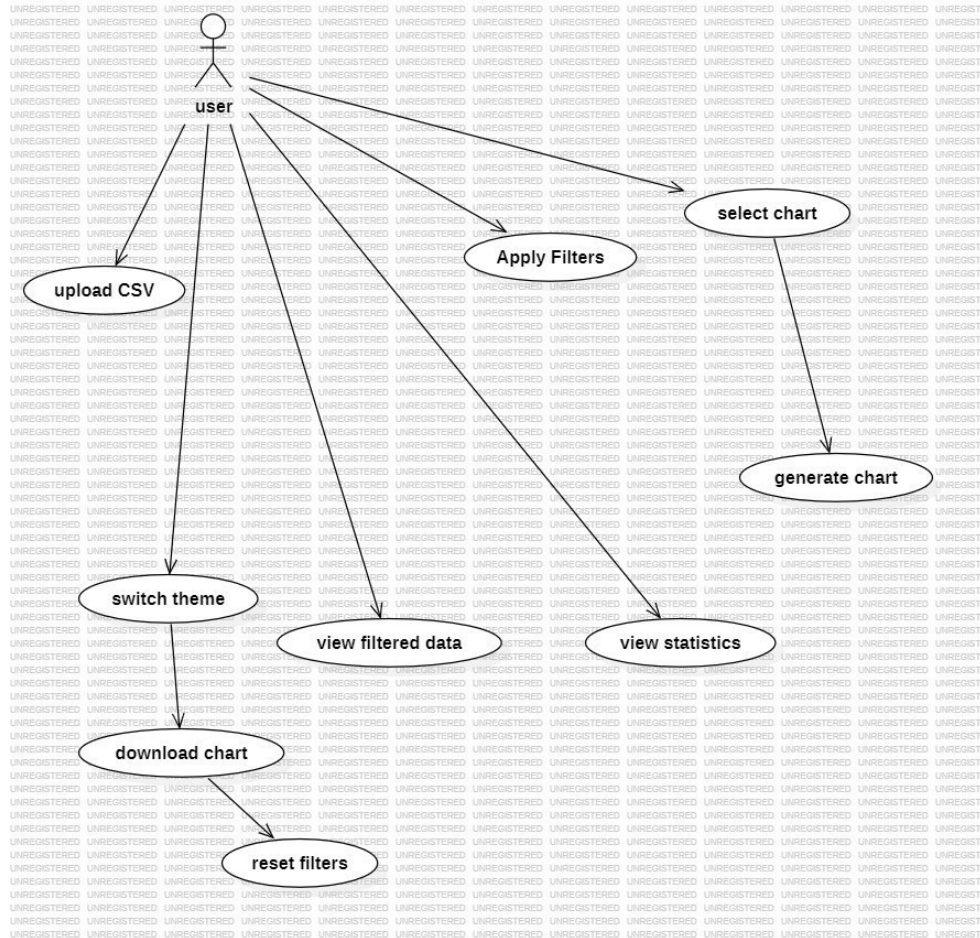 user
select chart
Apply Filters
upload CSV
generate chart
switch theme
view filtered data
view statistics
download chart
reset filters
UNREGISTERED